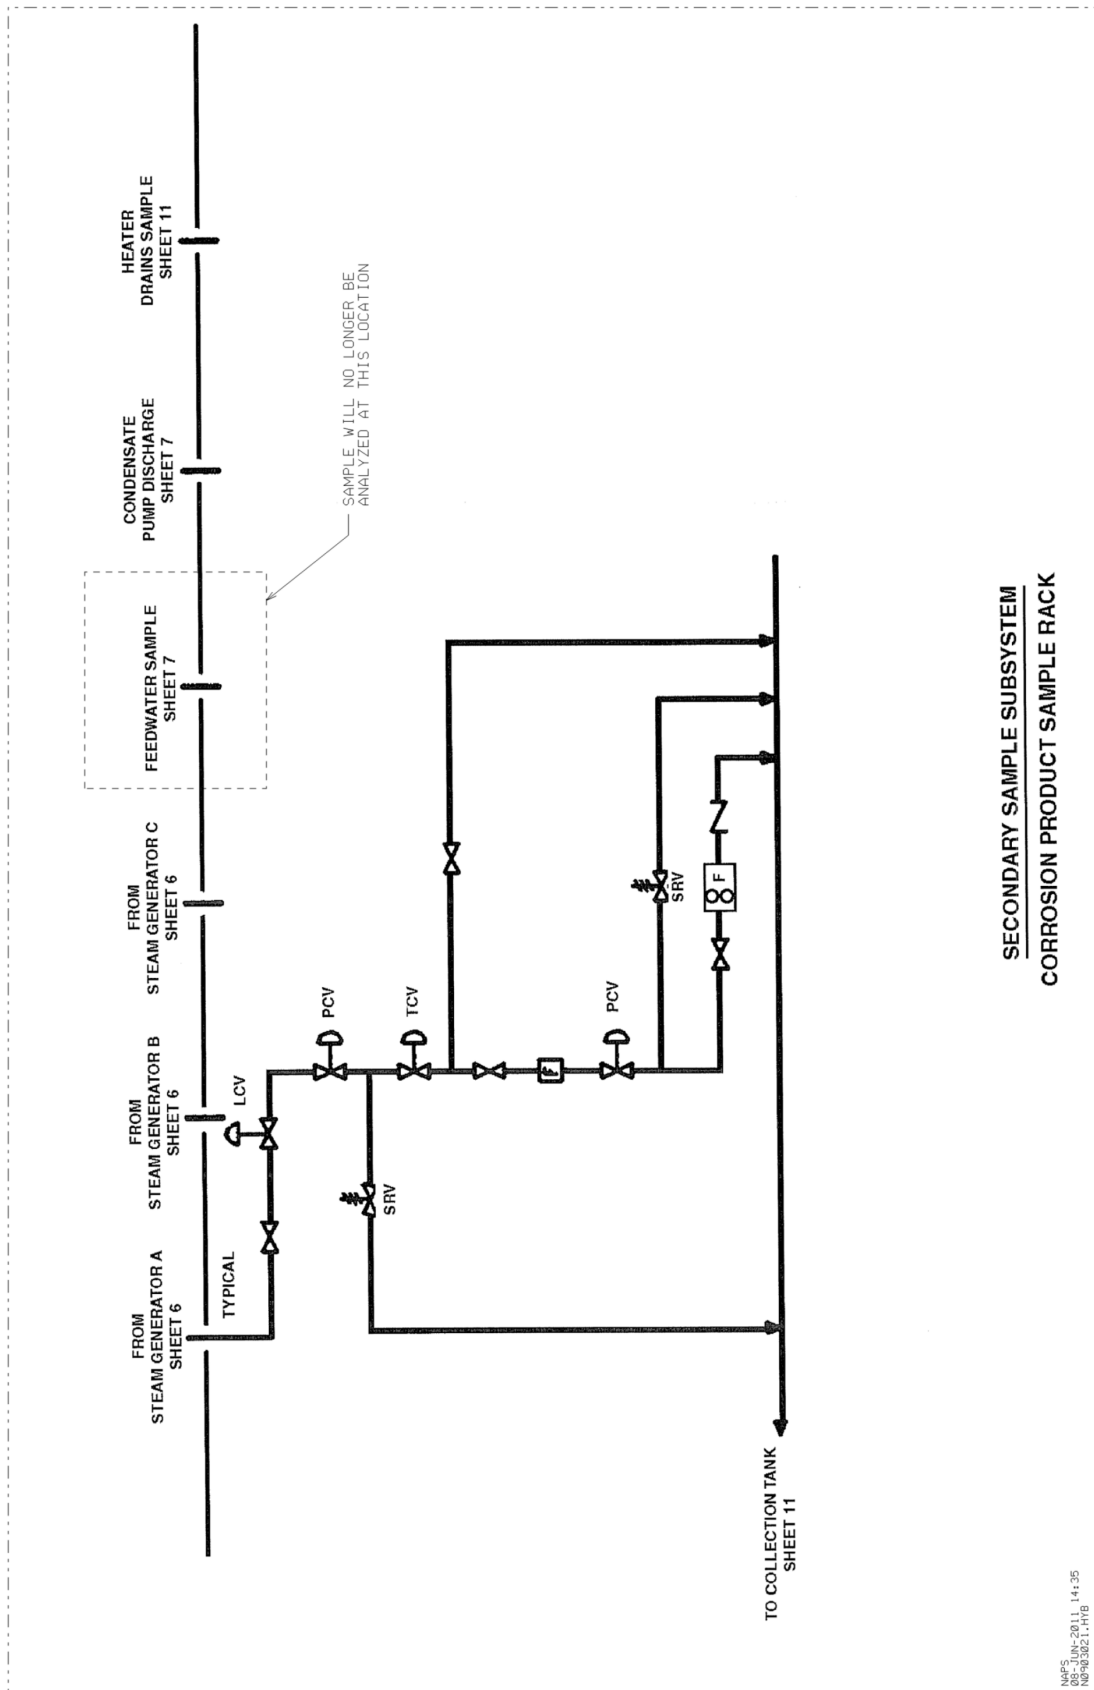 FROM
STEAM GENERATOR A
SHEET 6
TYPICAL
FROM
STEAM GENERATOR B
SHEET 6
LCV
FROM
STEAM GENERATOR C
SHEET 6
FEEDWATER SAMPLE
SHEET 7
CONDENSATE
PUMP DISCHARGE
SHEET 7
HEATER
DRAINS SAMPLE
SHEET 11
SAMPLE WILL NO LONGER BE
ANALYZED AT THIS LOCATION
PCV
SRV
TCV
F
PCV
SRV
F
TO COLLECTION TANK
SHEET 11
SECONDARY SAMPLE SUBSYSTEM
CORROSION PRODUCT SAMPLE RACK
NAPS
08-JUN-2011 14:35
N0903021.HYB